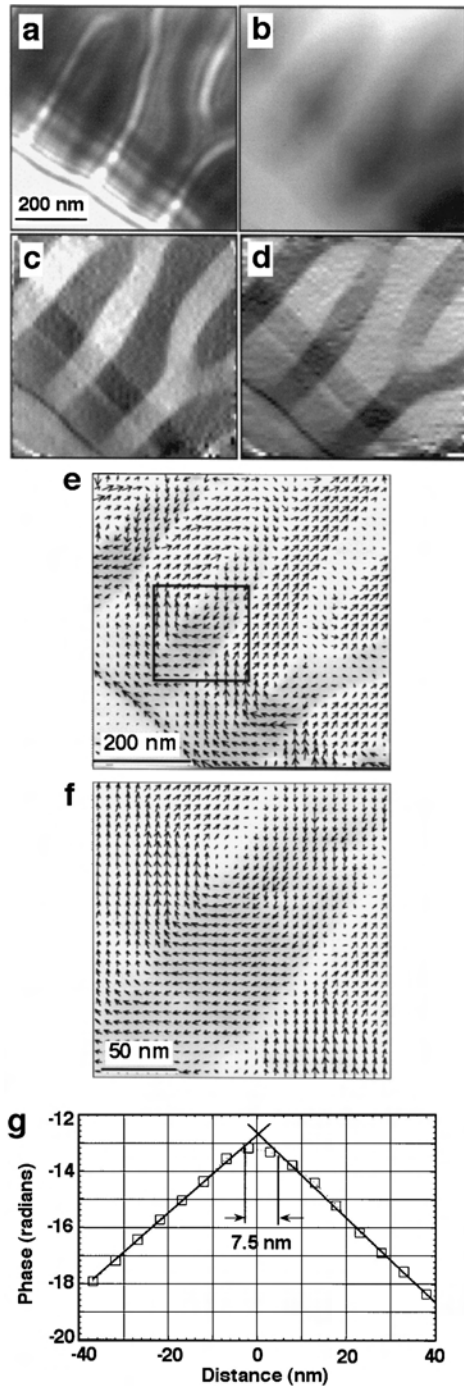 a
b
200 nm
c
d
e
200 nm
f
50 nm
g
-12
-14
-16
-18
-20
Phase (radians)
7.5 nm
-40 -20 0 20 40
Distance (nm)